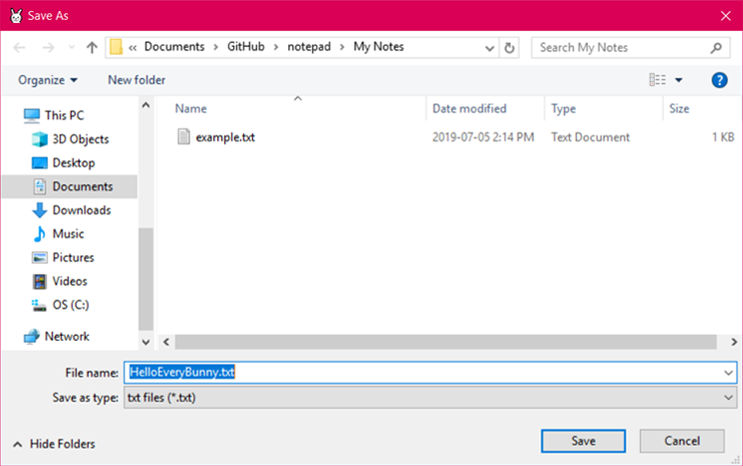 Save As
« Documents > GitHub > notepad > My Notes
Search My Notes
Organize
New folder
?
Name
Date modified
Type
Size
This PC
3D Objects
Desktop
Documents
Downloads
Music
Pictures
Videos
OS (C:)
Network
example.txt
2019-07-05 2:14 PM
Text Document
1 KB
File name:
HelloEveryBunny.txt
Save as type:
txt files (*.txt)
Hide Folders
Save
Cancel